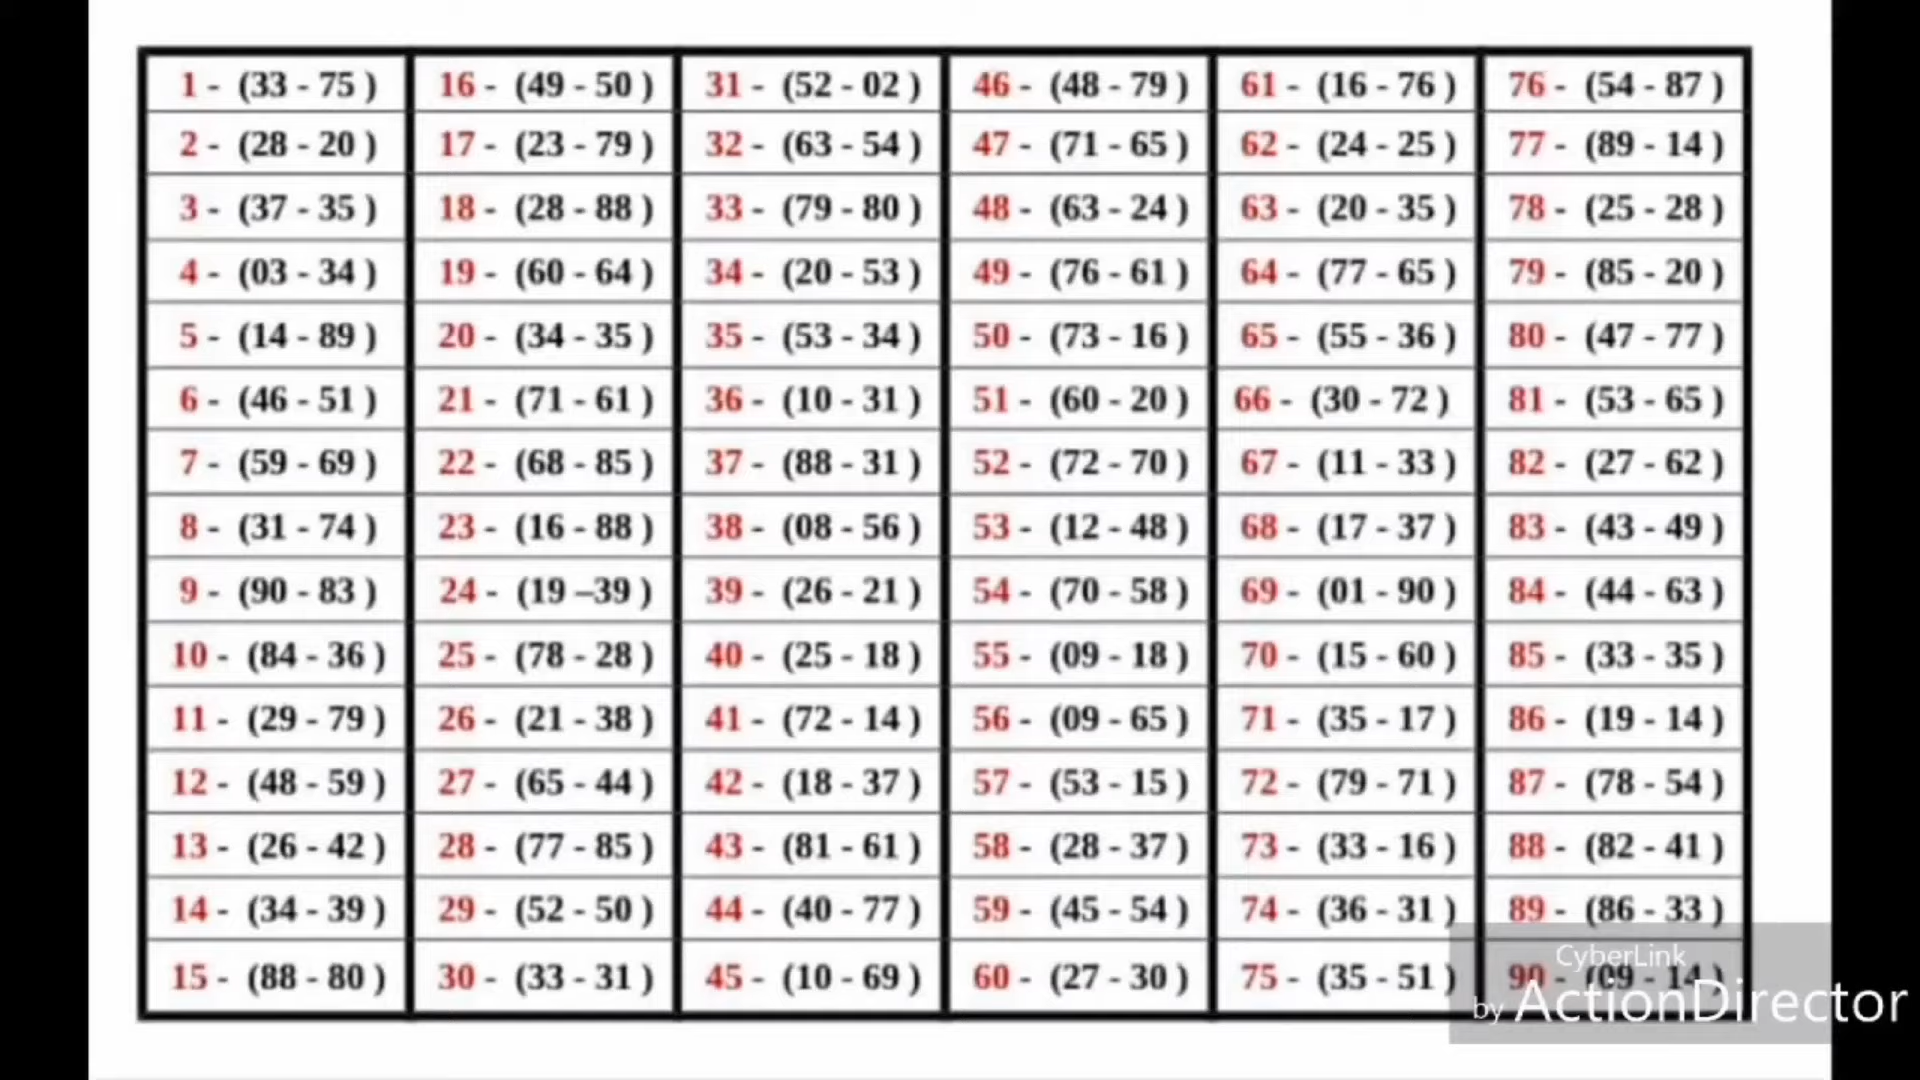 1 - (33 - 75 ) 16 - (49 - 50 ) 31 - (52 - 02 ) 46 - (48 - 79 ) 61 - (16 - 76 ) 76 - (54 - 87 )
2 - (28 - 20 ) 17 - (23 - 79 ) 32 - (63 - 54 ) 47 - (71 - 65 ) 62 - (24 - 25 ) 77 - (89 - 14 )
3 - (37 - 35 ) 18 - (28 - 88 ) 33 - (79 - 80 ) 48 - (63 - 24 ) 63 - (20 - 35 ) 78 - (25 - 28 )
4 - (03 - 34 ) 19 - (60 - 64 ) 34 - (20 - 53 ) 49 - (76 - 61 ) 64 - (77 - 65 ) 79 - (85 - 20 )
5 - (14 - 89 ) 20 - (34 - 35 ) 35 - (53 - 34 ) 50 - (73 - 16 ) 65 - (55 - 36 ) 80 - (47 - 77 )
6 - (46 - 51 ) 21 - (71 - 61 ) 36 - (10 - 31 ) 51 - (60 - 20 ) 66 - (30 - 72 ) 81 - (53 - 65 )
7 - (59 - 69 ) 22 - (68 - 85 ) 37 - (88 - 31 ) 52 - (72 - 70 ) 67 - (11 - 33 ) 82 - (27 - 62 )
8 - (31 - 74 ) 23 - (16 - 88 ) 38 - (08 - 56 ) 53 - (12 - 48 ) 68 - (17 - 37 ) 83 - (43 - 49 )
9 - (90 - 83 ) 24 - (19 –39 ) 39 - (26 - 21 ) 54 - (70 - 58 ) 69 - (01 - 90 ) 84 - (44 - 63 )
10 - (84 - 36 ) 25 - (78 - 28 ) 40 - (25 - 18 ) 55 - (09 - 18 ) 70 - (15 - 60 ) 85 - (33 - 35 )
11 - (29 - 79 ) 26 - (21 - 38 ) 41 - (72 - 14 ) 56 - (09 - 65 ) 71 - (35 - 17 ) 86 - (19 - 14 )
12 - (48 - 59 ) 27 - (65 - 44 ) 42 - (18 - 37 ) 57 - (53 - 15 ) 72 - (79 - 71 ) 87 - (78 - 54 )
13 - (26 - 42 ) 28 - (77 - 85 ) 43 - (81 - 61 ) 58 - (28 - 37 ) 73 - (33 - 16 ) 88 - (82 - 41 )
14 - (34 - 39 ) 29 - (52 - 50 ) 44 - (40 - 77 ) 59 - (45 - 54 ) 74 - (36 - 31 ) 89 - (86 - 33 )
15 - (88 - 80 ) 30 - (33 - 31 ) 45 - (10 - 69 ) 60 - (27 - 30 ) 75 - (35 - 51 ) 90 - (09 - 14 )
CyberLink
by ActionDirector